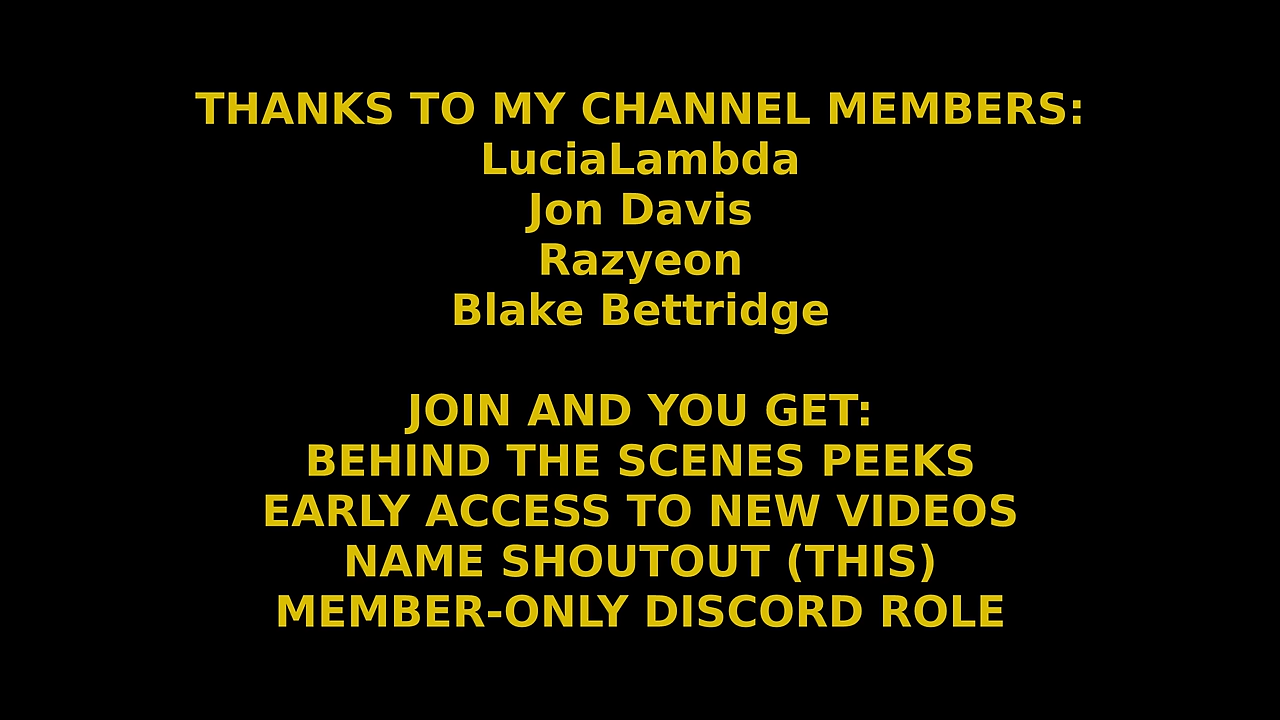 THANKS TO MY CHANNEL MEMBERS:
LuciaLambda
Jon Davis
Razyeon
Blake Bettridge
JOIN AND YOU GET:
BEHIND THE SCENES PEEKS
EARLY ACCESS TO NEW VIDEOS
NAME SHOUTOUT (THIS)
MEMBER-ONLY DISCORD ROLE